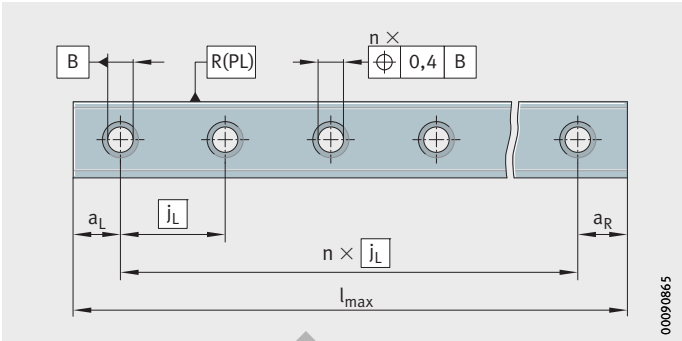 n ×
B
R(PL)
⌖ 0,4 B
aL
jL
aR
n × jL
lmax
00090865